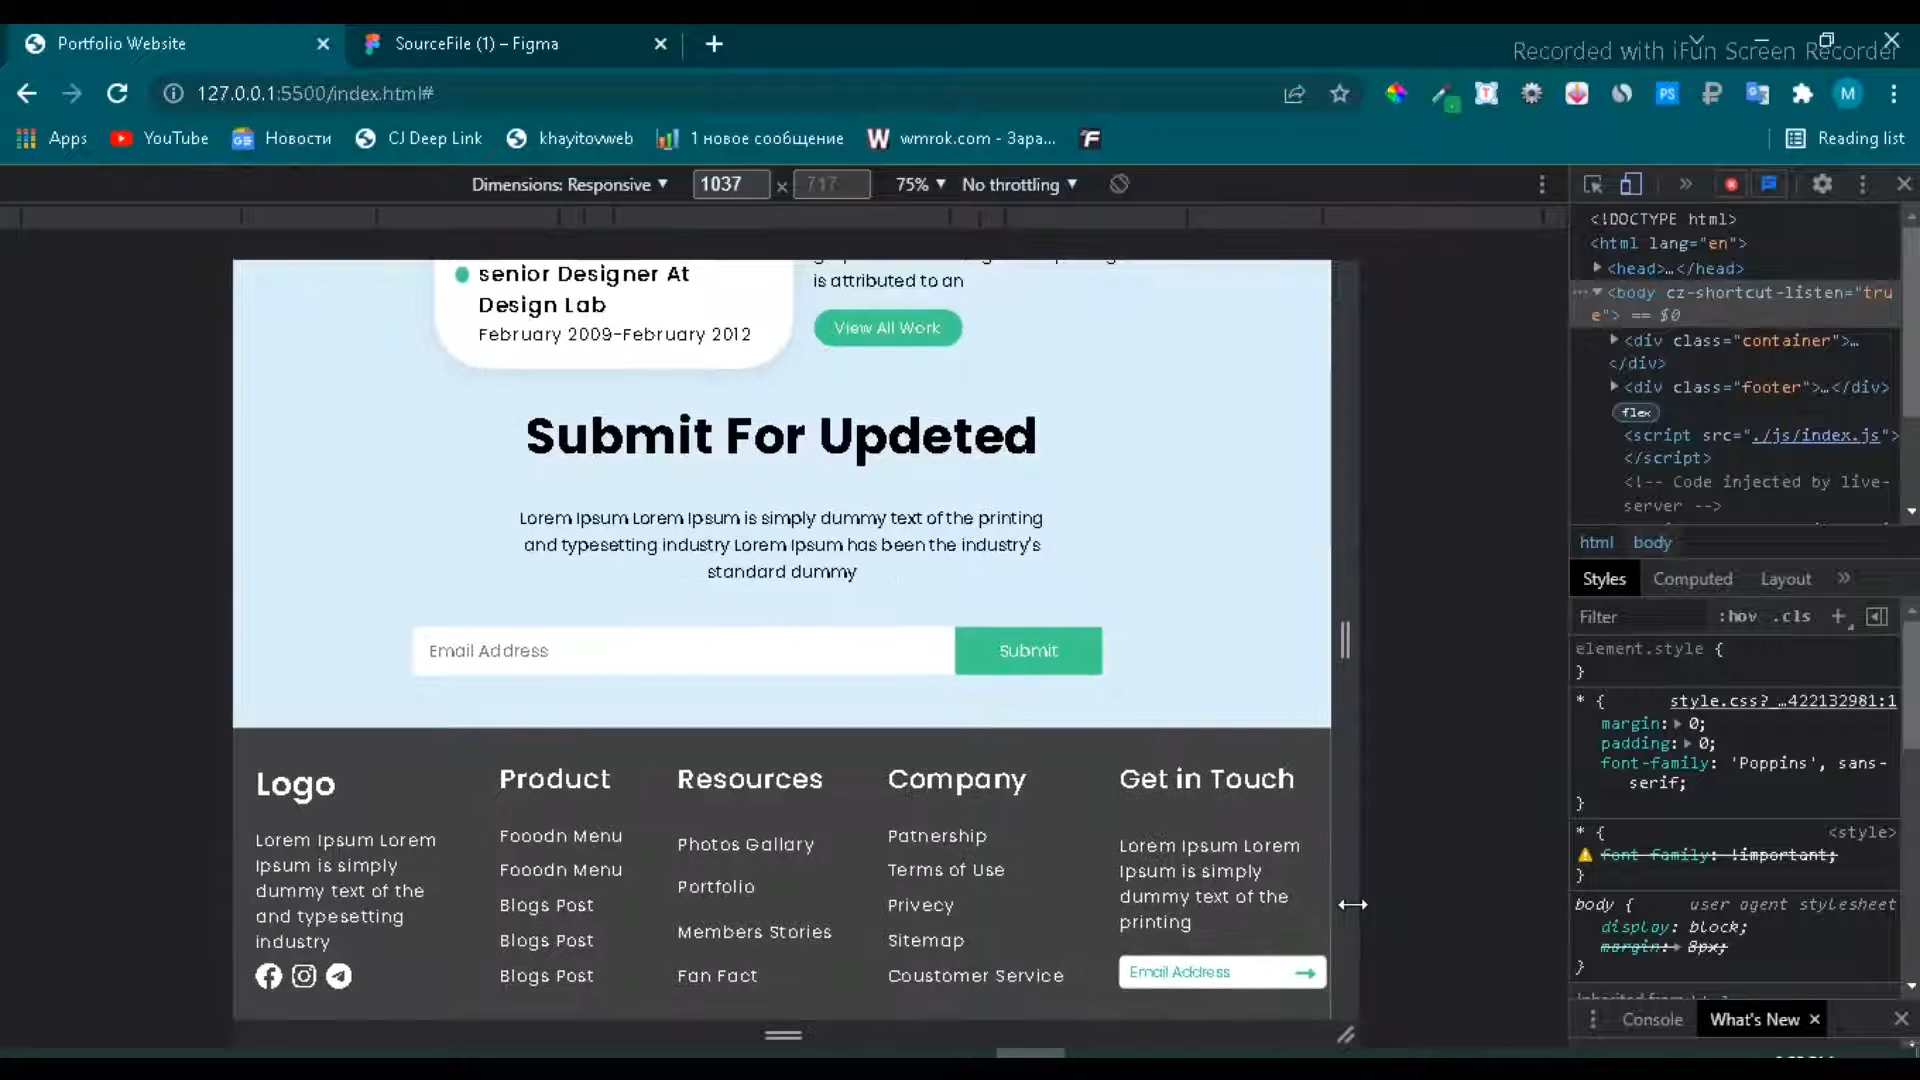 Portfolio Website
SourceFile (1) – Figma
Recorded with iFun Screen Recorder
127.0.0.1:5500/index.html#
Apps
YouTube
Новости
CJ Deep Link
khayitovweb
1 новое сообщение
wmrok.com - Зара...
Reading list
Dimensions: Responsive
1037
×
717
75%
No throttling
<!DOCTYPE html>
<html lang="en">
<head>…</head>
<body cz-shortcut-listen="tru
e"> == $0
<div class="container">…
</div>
<div class="footer">…</div>
flex
<script src="./js/index.js">
</script>
<!-- Code injected by live-
server -->
html
body
Styles
Computed
Layout
Filter
:hov
.cls
element.style {
}
* {
style.css?_…422132981:1
margin: 0;
padding: 0;
font-family: 'Poppins', sans-
serif;
}
* {
<style>
font-family: !important;
}
body {
user agent stylesheet
display: block;
margin: 8px;
}
Console
What's New
senior Designer At
Design Lab
February 2009-February 2012
is attributed to an
View All Work
Submit For Updeted
Lorem Ipsum Lorem Ipsum is simply dummy text of the printing
and typesetting industry Lorem Ipsum has been the industry's
standard dummy
Email Address
Submit
Logo
Lorem Ipsum Lorem
Ipsum is simply
dummy text of the
and typesetting
industry
Product
Fooodn Menu
Fooodn Menu
Blogs Post
Blogs Post
Blogs Post
Resources
Photos Gallary
Portfolio
Members Stories
Fan Fact
Company
Patnership
Terms of Use
Privecy
Sitemap
Coustomer Service
Get in Touch
Lorem Ipsum Lorem
Ipsum is simply
dummy text of the
printing
Email Address